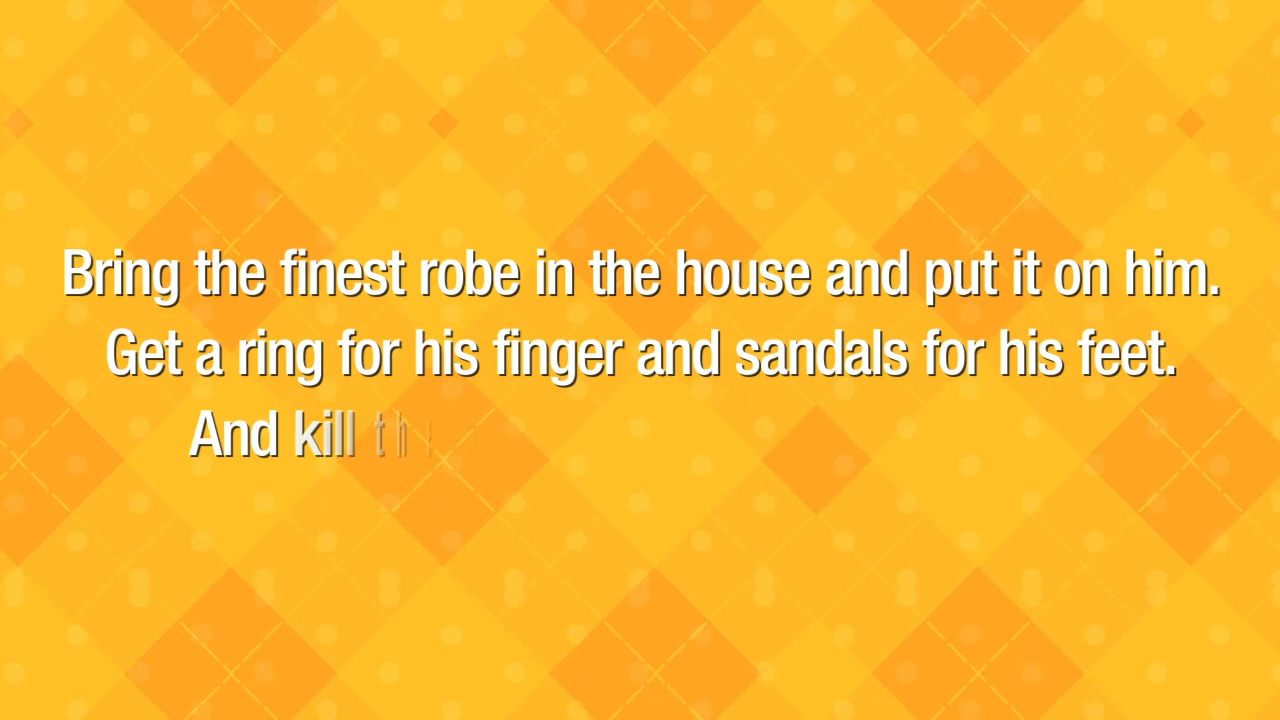 Bring the finest robe in the house and put it on him.
Get a ring for his finger and sandals for his feet.
And kill